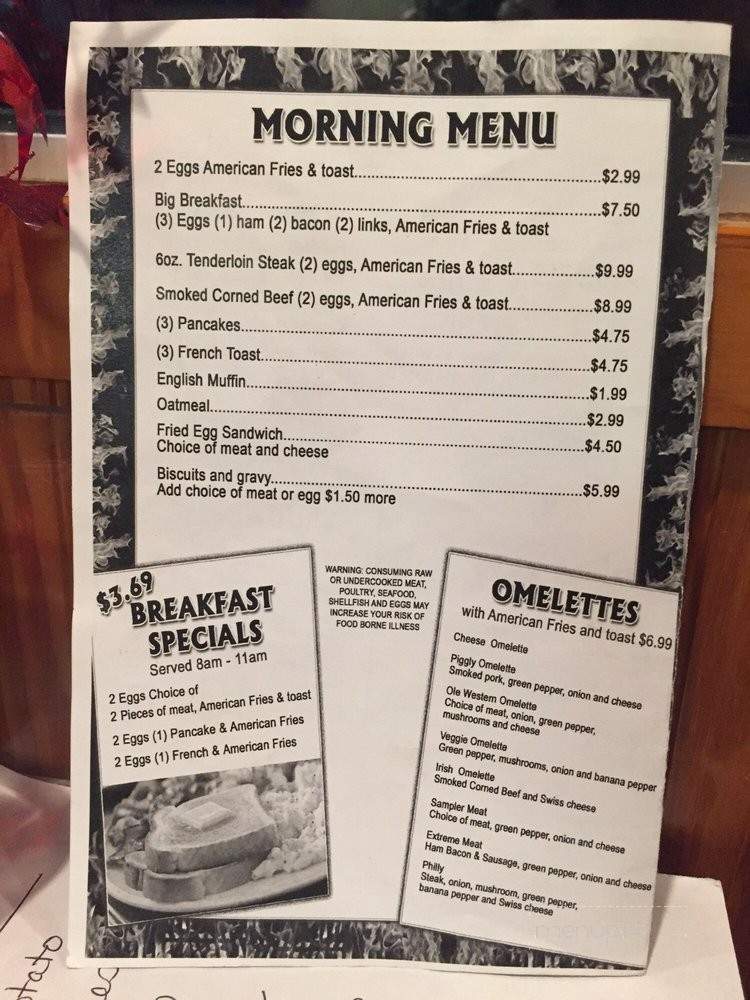 MORNING MENU
2 Eggs American Fries & toast....................$2.99
Big Breakfast....................$7.50
(3) Eggs (1) ham (2) bacon (2) links, American Fries & toast
6oz. Tenderloin Steak (2) eggs, American Fries & toast....................$9.99
Smoked Corned Beef (2) eggs, American Fries & toast....................$8.99
(3) Pancakes....................$4.75
(3) French Toast....................$4.75
English Muffin....................$1.99
Oatmeal....................$2.99
Fried Egg Sandwich....................$4.50
Choice of meat and cheese
Biscuits and gravy....................$5.99
Add choice of meat or egg $1.50 more
$3.69
BREAKFAST
SPECIALS
Served 8am - 11am
2 Eggs Choice of
2 Pieces of meat, American Fries & toast
2 Eggs (1) Pancake & American Fries
2 Eggs (1) French & American Fries
WARNING: CONSUMING RAW
OR UNDERCOOKED MEAT,
POULTRY, SEAFOOD,
SHELLFISH AND EGGS MAY
INCREASE YOUR RISK OF
FOOD BORNE ILLNESS
OMELETTES
with American Fries and toast $6.99
Cheese Omelette
Piggly Omelette
Smoked pork, green pepper, onion and cheese
Ole Western Omelette
Choice of meat, onion, green pepper,
mushrooms and cheese
Veggie Omelette
Green pepper, mushrooms, onion and banana pepper
Irish Omelette
Smoked Corned Beef and Swiss cheese
Sampler Meat
Choice of meat, green pepper, onion and cheese
Extreme Meat
Ham Bacon & Sausage, green pepper, onion and cheese
Philly
Steak, onion, mushroom, green pepper,
banana pepper and Swiss cheese